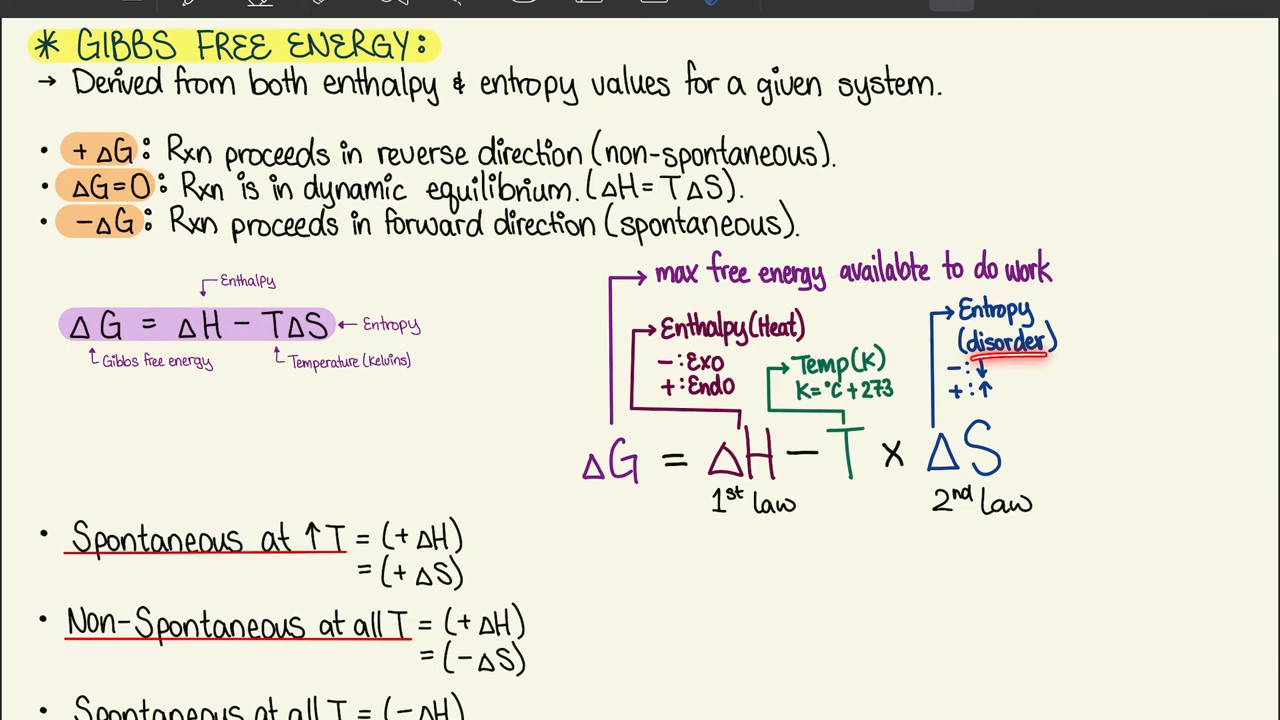 * GIBBS FREE ENERGY:
→ Derived from both enthalpy & entropy values for a given system.
• + ΔG: Rxn proceeds in reverse direction (non-spontaneous).
• ΔG=0: Rxn is in dynamic equilibrium. (ΔH=TΔS).
• -ΔG: Rxn proceeds in forward direction (spontaneous).
Enthalpy
ΔG = ΔH - TΔS ← Entropy
Gibbs free energy
Temperature (Kelvins)
max free energy available to do work
Enthalpy (Heat)
-: Exo
+: Endo
Temp (K)
K=°C+273
Entropy
(disorder)
-: ↓
+: ↑
ΔG = ΔH - T x ΔS
1st law
2nd law
• Spontaneous at ↑T = (+ ΔH)
= (+ ΔS)
• Non-Spontaneous at all T = (+ ΔH)
= (- ΔS)
• Spontaneous at all T = (- ΔH)